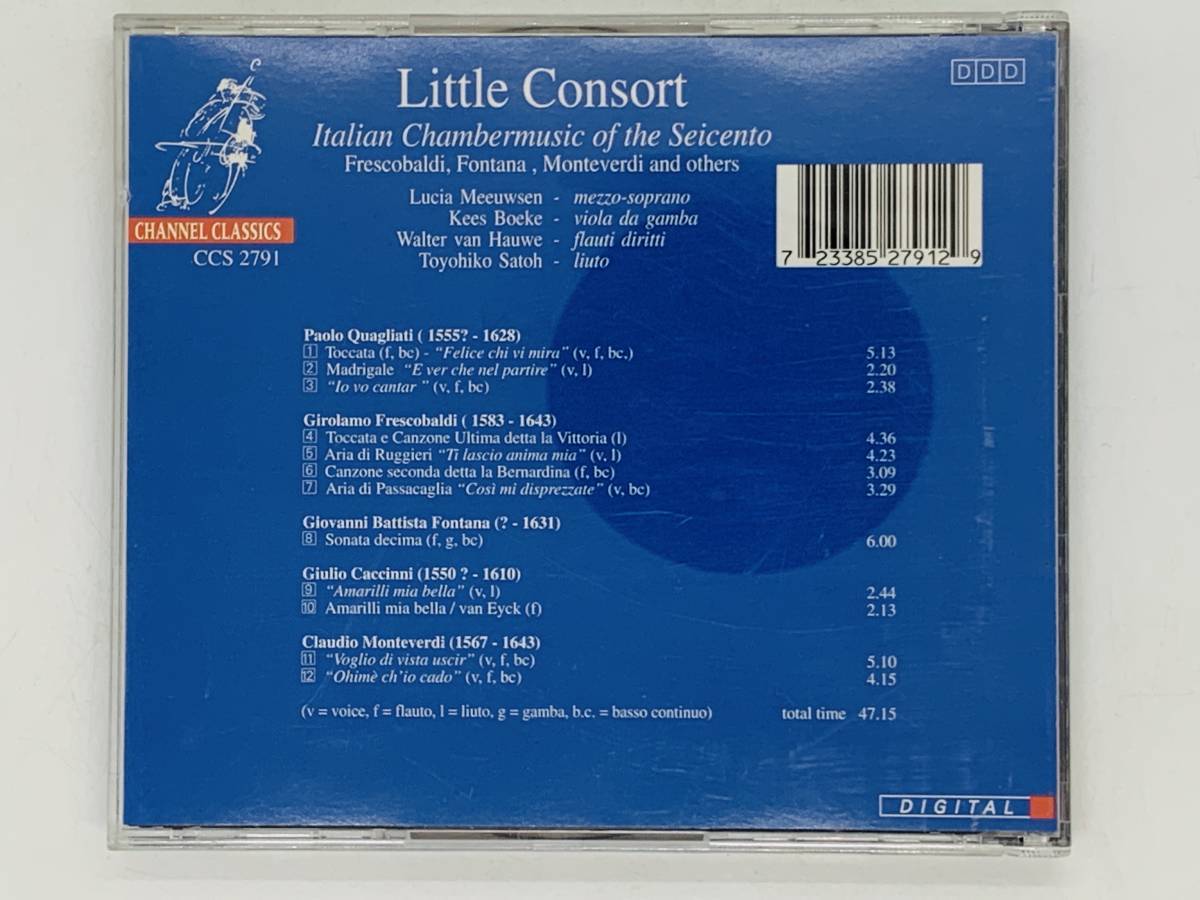 Little Consort
DDD
Italian Chambermusic of the Seicento
Frescobaldi, Fontana , Monteverdi and others
Lucia Meeuwsen - mezzo-soprano
Kees Boeke - viola da gamba
Walter van Hauwe - flauti diritti
Toyohiko Satoh - liuto
C
CHANNEL CLASSICS
CCS 2791
7 23385 27912 9
Paolo Quagliati ( 1555? - 1628)
1 Toccata (f, bc) - “Felice chi vi mira” (v, f, bc.) 5.13
2 Madrigale “E ver che nel partire” (v, l) 2.20
3 “Io vo cantar ” (v, f, bc) 2.38
Girolamo Frescobaldi ( 1583 - 1643)
4 Toccata e Canzone Ultima detta la Vittoria (l) 4.36
5 Aria di Ruggieri “Ti lascio anima mia” (v, l) 4.23
6 Canzone seconda detta la Bernardina (f, bc) 3.09
7 Aria di Passacaglia “Così mi disprezzate” (v, bc) 3.29
Giovanni Battista Fontana (? - 1631)
8 Sonata decima (f, g, bc) 6.00
Giulio Caccinni (1550 ? - 1610)
9 “Amarilli mia bella” (v, l) 2.44
10 Amarilli mia bella / van Eyck (f) 2.13
Claudio Monteverdi (1567 - 1643)
11 “Voglio di vista uscir” (v, f, bc) 5.10
12 “Ohimè ch’io cado” (v, f, bc) 4.15
(v = voice, f = flauto, l = liuto, g = gamba, b.c. = basso continuo) total time 47.15
DIGITAL